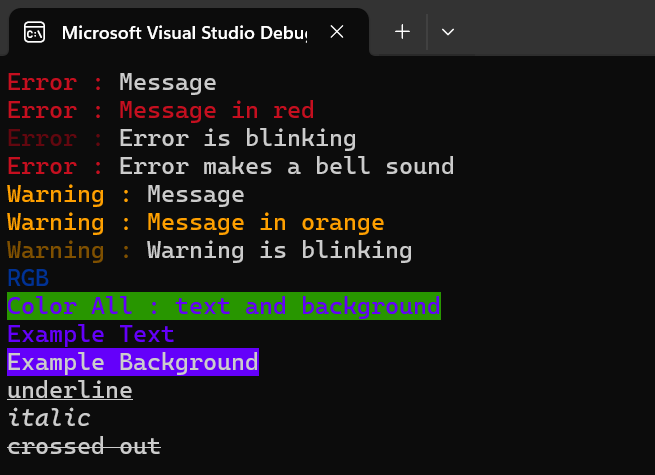 Microsoft Visual Studio Debu
Error : Message
Error : Message in red
Error : Error is blinking
Error : Error makes a bell sound
Warning : Message
Warning : Message in orange
Warning : Warning is blinking
RGB
Color All : text and background
Example Text
Example Background
underline
italic
crossed out